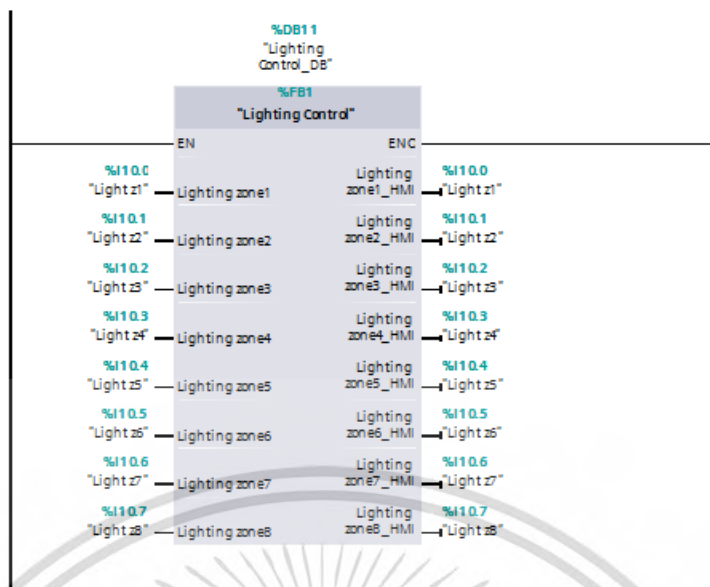 %DB11
"Lighting
Control_DB"
%FB1
"Lighting Control"
EN ENO
%I10.0 Lighting %I10.0
"Light z1" Lighting zone1 zone1_HMI "Light z1"
%I10.1 Lighting %I10.1
"Light z2" Lighting zone2 zone2_HMI "Light z2"
%I10.2 Lighting %I10.2
"Light z3" Lighting zone3 zone3_HMI "Light z3"
%I10.3 Lighting %I10.3
"Light z4" Lighting zone4 zone4_HMI "Light z4"
%I10.4 Lighting %I10.4
"Light z5" Lighting zone5 zone5_HMI "Light z5"
%I10.5 Lighting %I10.5
"Light z6" Lighting zone6 zone6_HMI "Light z6"
%I10.6 Lighting %I10.6
"Light z7" Lighting zone7 zone7_HMI "Light z7"
%I10.7 Lighting %I10.7
"Light z8" Lighting zone8 zone8_HMI "Light z8"